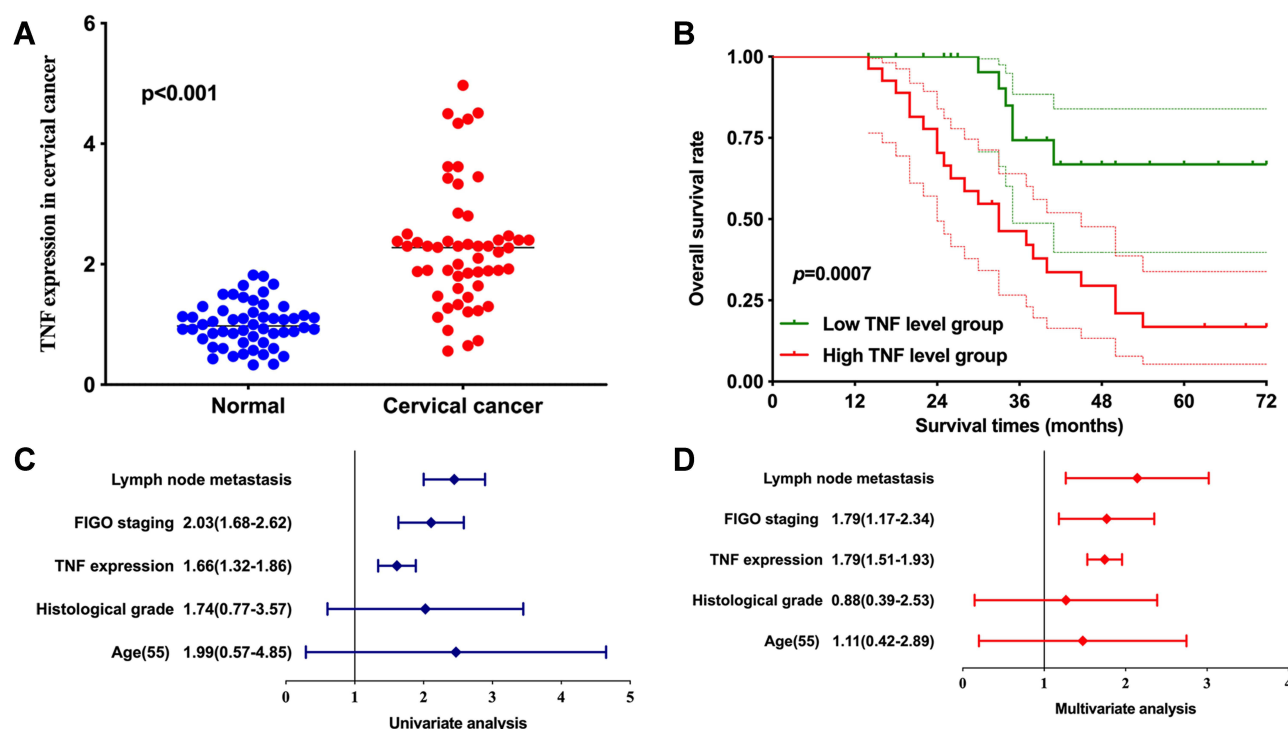 A
TNF expression in cervical cancer
6
4
2
0
p<0.001
Normal
Cervical cancer
B
Overall survival rate
1.00
0.75
0.50
0.25
0.00
p=0.0007
Low TNF level group
High TNF level group
0 12 24 36 48 60 72
Survival times (months)
C
Lymph node metastasis
FIGO staging 2.03(1.68-2.62)
TNF expression 1.66(1.32-1.86)
Histological grade 1.74(0.77-3.57)
Age(55) 1.99(0.57-4.85)
0 1 2 3 4 5
Univariate analysis
D
Lymph node metastasis
FIGO staging 1.79(1.17-2.34)
TNF expression 1.79(1.51-1.93)
Histological grade 0.88(0.39-2.53)
Age(55) 1.11(0.42-2.89)
0 1 2 3 4
Multivariate analysis